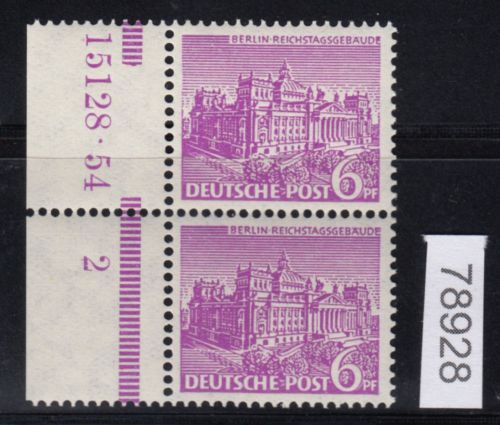 15128·54
2
BERLIN-REICHSTAGSGEBÄUDE
DEUTSCHE POST 6 PF
BERLIN-REICHSTAGSGEBÄUDE
DEUTSCHE POST 6 PF
78928